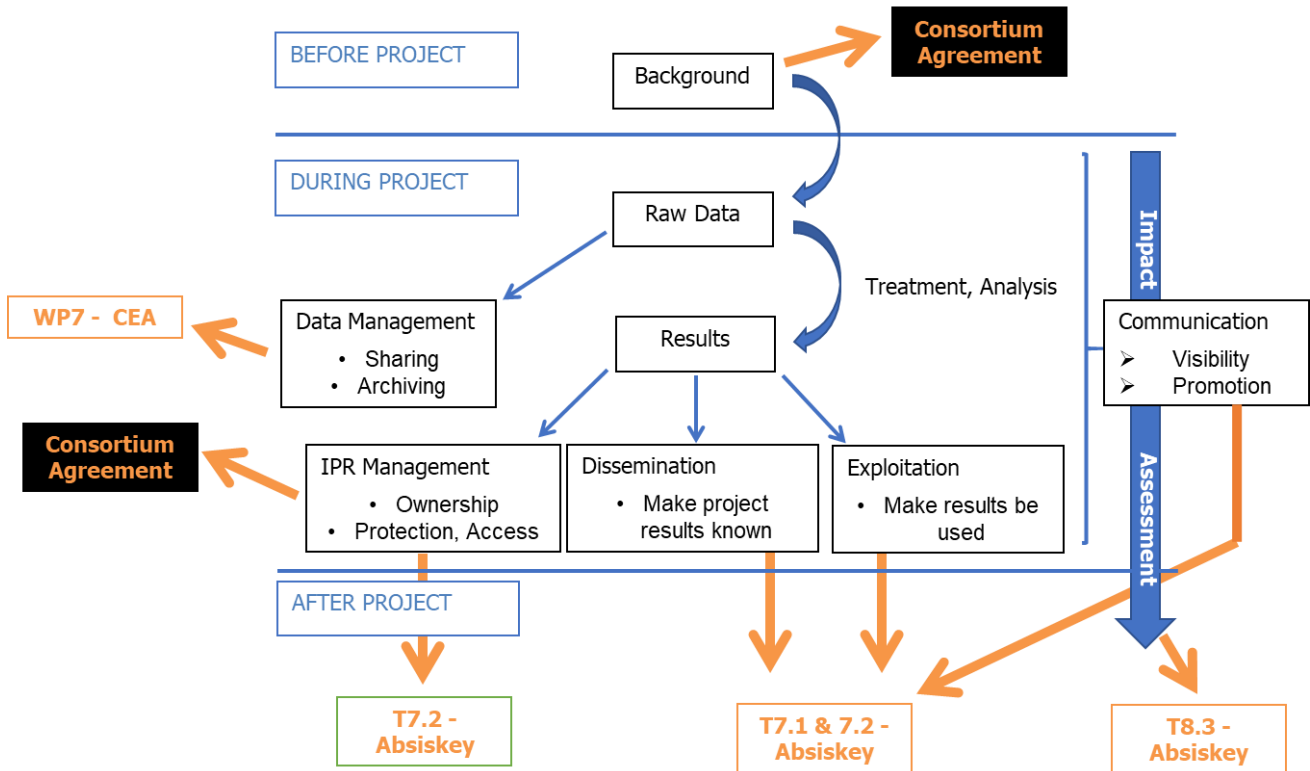 BEFORE PROJECT
Background
Consortium
Agreement
DURING PROJECT
Raw Data
Treatment, Analysis
Impact
Assessment
WP7 - CEA
Data Management
• Sharing
• Archiving
Results
Communication
➢ Visibility
➢ Promotion
Consortium
Agreement
IPR Management
• Ownership
• Protection, Access
Dissemination
• Make project
results known
Exploitation
• Make results be
used
AFTER PROJECT
T7.2 -
Absiskey
T7.1 & 7.2 -
Absiskey
T8.3 -
Absiskey